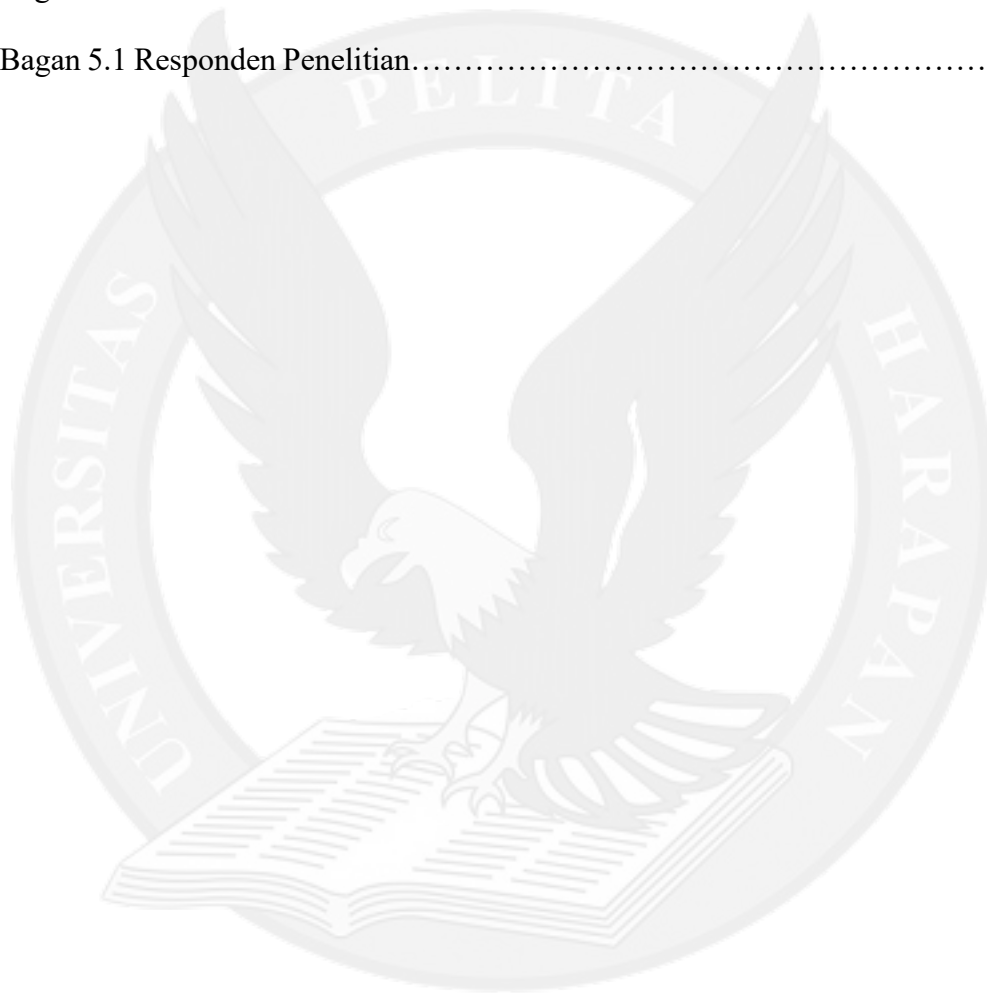 Bagan 5.1 Responden Penelitian……………………………………………………
PELITA
UNIVERSITAS
HARAPAN